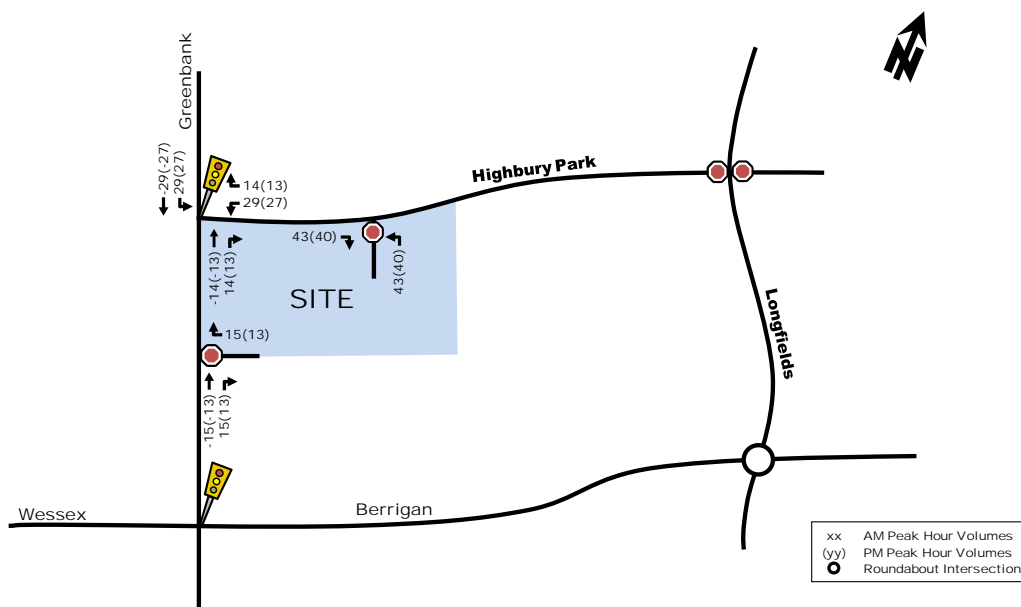 Greenbank
N
Highbury Park
-29(-27)
29(27)
14(13)
29(27)
43(40)
43(40)
-14(-13)
14(13)
SITE
15(13)
Longfields
-15(-13)
15(13)
Wessex
Berrigan
xx AM Peak Hour Volumes
(yy) PM Peak Hour Volumes
Roundabout Intersection